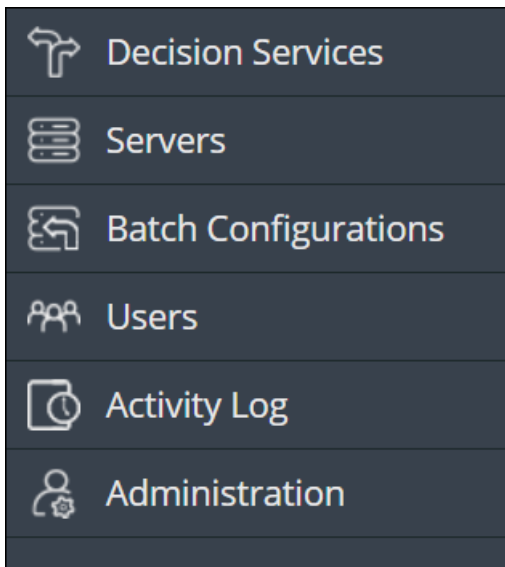 Decision Services
Servers
Batch Configurations
Users
Activity Log
Administration